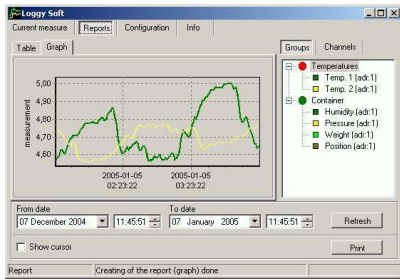 Loggy Soft
Current measure Reports Configuration Info
Table Graph
Groups Channels
measurement
5,00
4,90
4,80
4,70
4,60
2005-01-05 2005-01-05
02:23:22 03:23:22
Temperatures
Temp. 1 (adr:1)
Temp. 2 (adr:1)
Container
Humidity (adr:1)
Pressure (adr:1)
Weight (adr:1)
Position (adr:1)
From date To date
07 December 2004 11:45:51 07 January 2005 11:45:51 Refresh
Show cursor Print
Report Creating of the report (graph) done